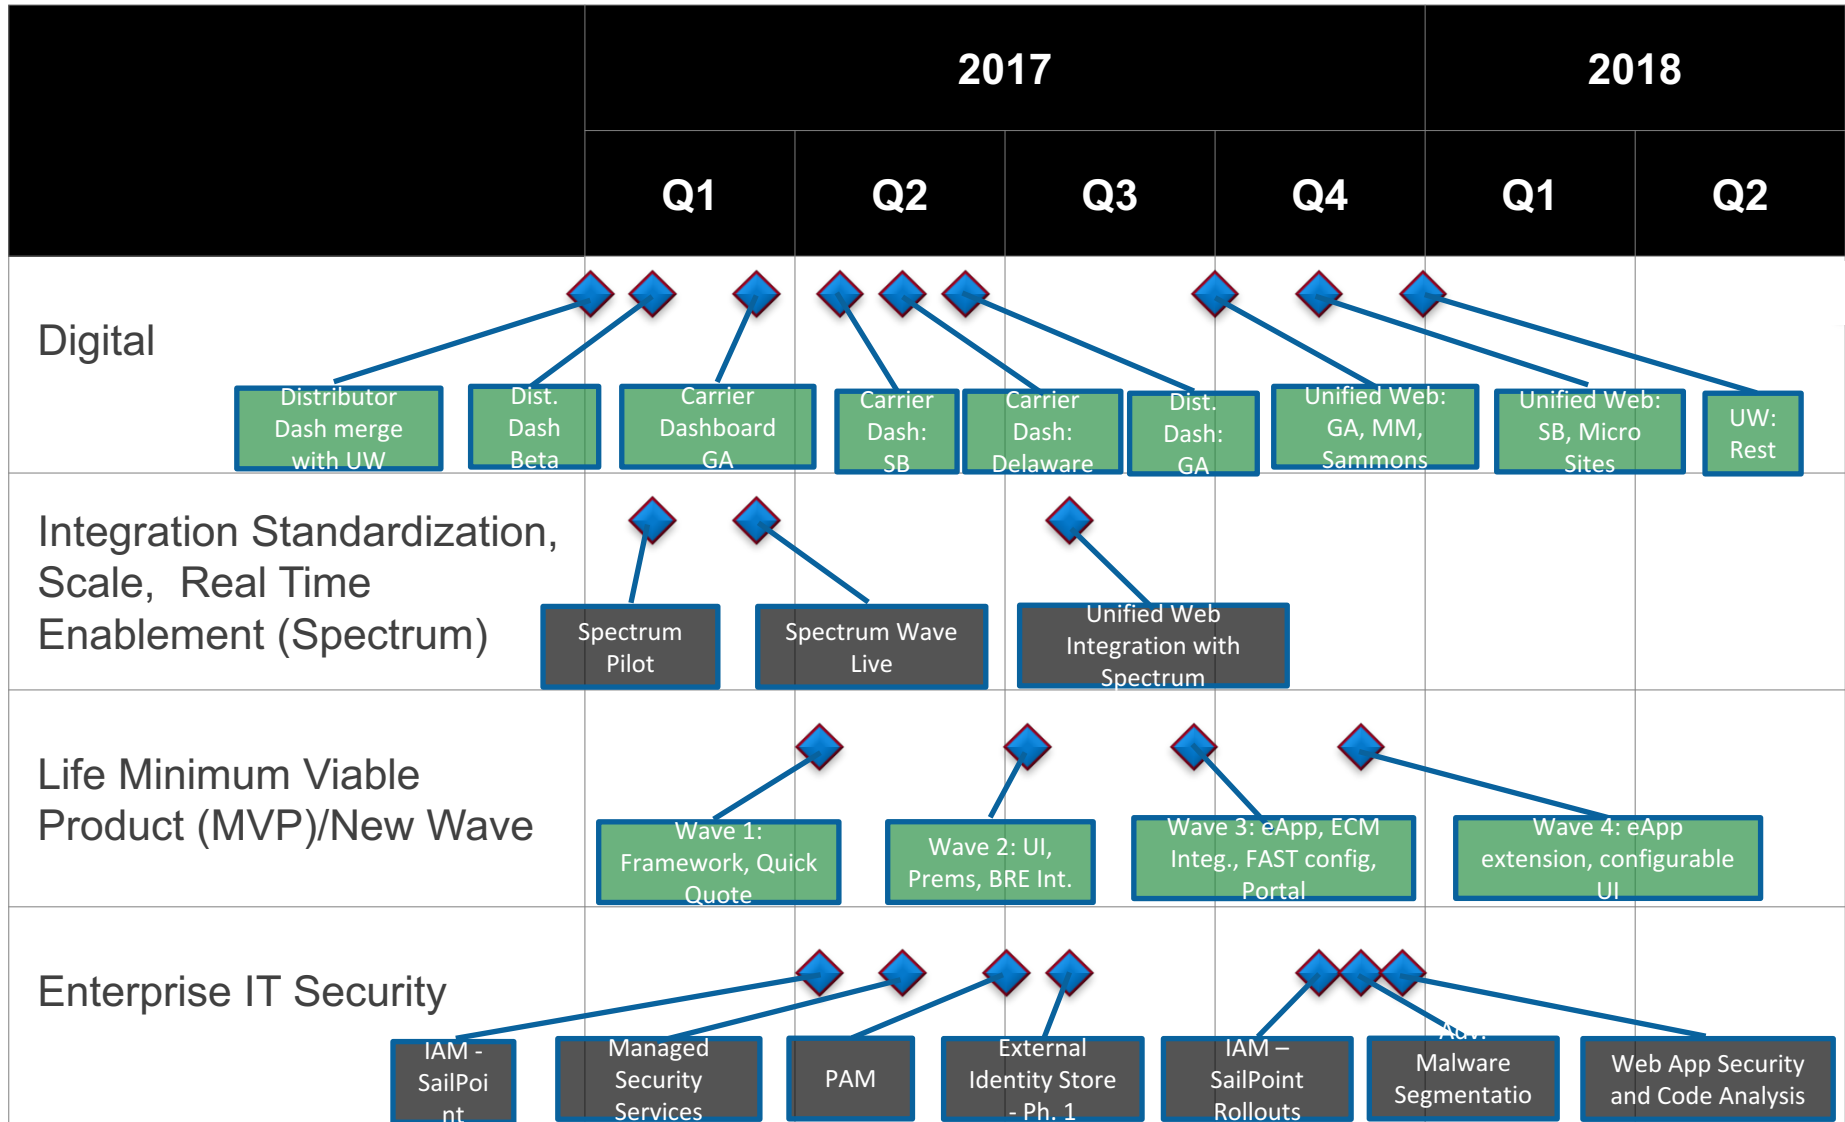 2017
2018
Q1
Q2
Q3
Q4
Q1
Q2
Digital
Distributor
Dash merge
with UW
Dist.
Dash
Beta
Carrier
Dashboard
GA
Carrier
Dash:
SB
Carrier
Dash:
Delaware
Dist.
Dash:
GA
Unified Web:
GA, MM,
Sammons
Unified Web:
SB, Micro
Sites
UW:
Rest
Integration Standardization,
Scale, Real Time
Enablement (Spectrum)
Spectrum
Pilot
Spectrum Wave
Live
Unified Web
Integration with
Spectrum
Life Minimum Viable
Product (MVP)/New Wave
Wave 1:
Framework, Quick
Quote
Wave 2: UI,
Prems, BRE Int.
Wave 3: eApp, ECM
Integ., FAST config,
Portal
Wave 4: eApp
extension, configurable
UI
Enterprise IT Security
IAM -
SailPoi
nt
Managed
Security
Services
PAM
External
Identity Store
- Ph. 1
IAM –
SailPoint
Rollouts
Adv.
Malware
Segmentatio
Web App Security
and Code Analysis